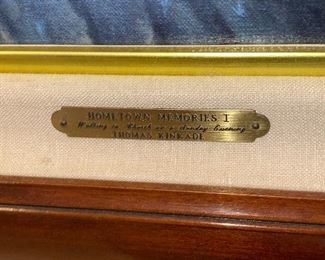 HOMETOWN MEMORIES I
Walking to Church on a Sunday Evening
THOMAS KINKADE